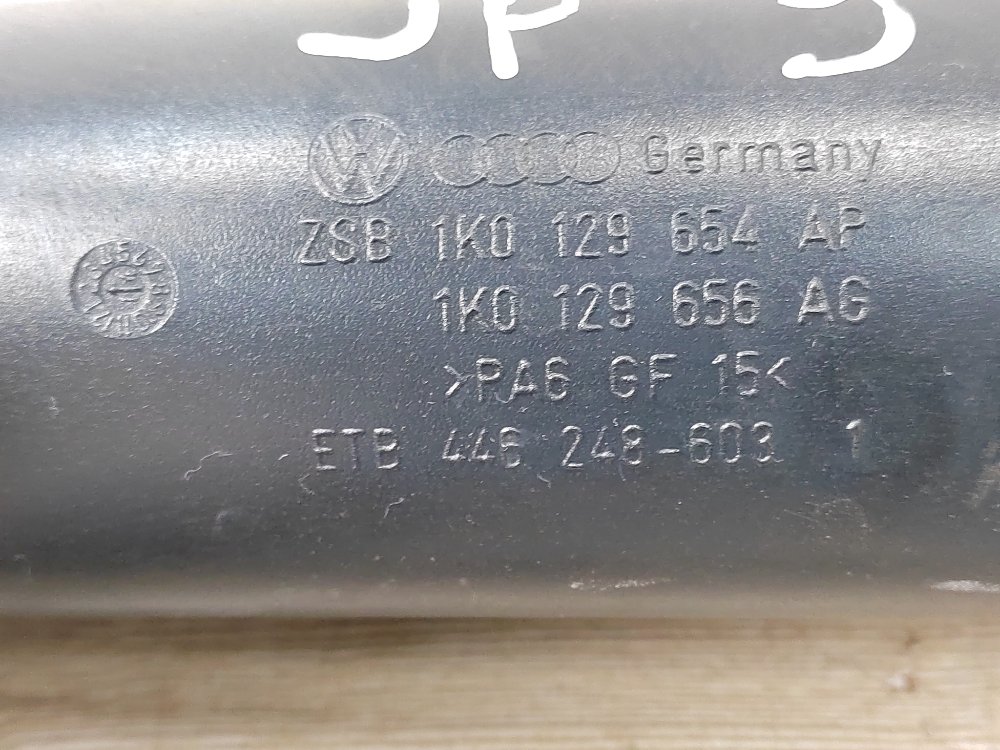 Germany
ZSB 1K0 129 654 AP
1K0 129 656 AG
>PA6 GF 15<
ETB 446 248-603 1